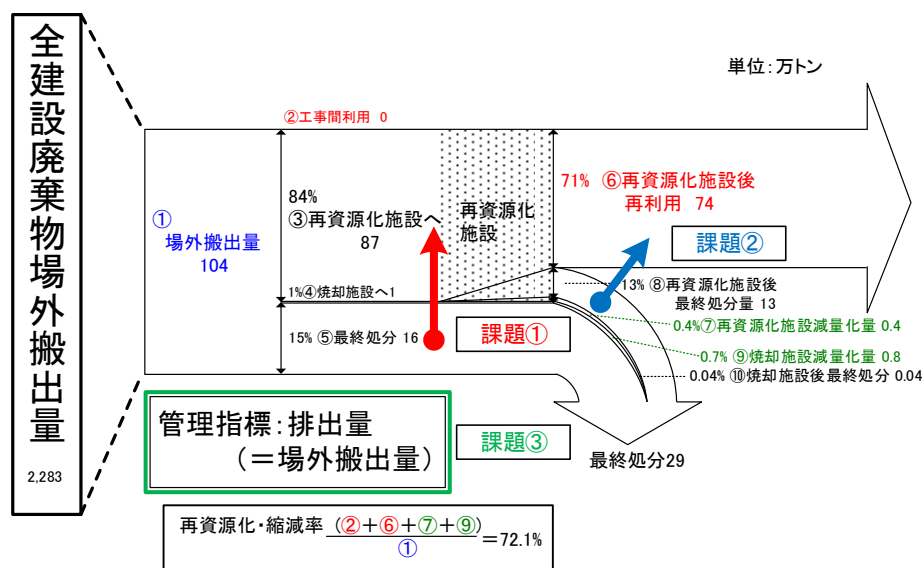 全建設廃棄物場外搬出量
2,283
単位:万トン
②工事間利用 0
①
場外搬出量
104
84%
③再資源化施設へ
87
再資源化
施設
71% ⑥再資源化施設後
再利用 74
課題②
1%④焼却施設へ1
13% ⑧再資源化施設後
最終処分量 13
15% ⑤最終処分 16
課題①
0.4%⑦再資源化施設減量化量 0.4
0.7% ⑨焼却施設減量化量 0.8
0.04% ⑩焼却施設後最終処分 0.04
管理指標:排出量
(=場外搬出量)
課題③
最終処分29
再資源化・縮減率 (②+⑥+⑦+⑨)
①
=72.1%